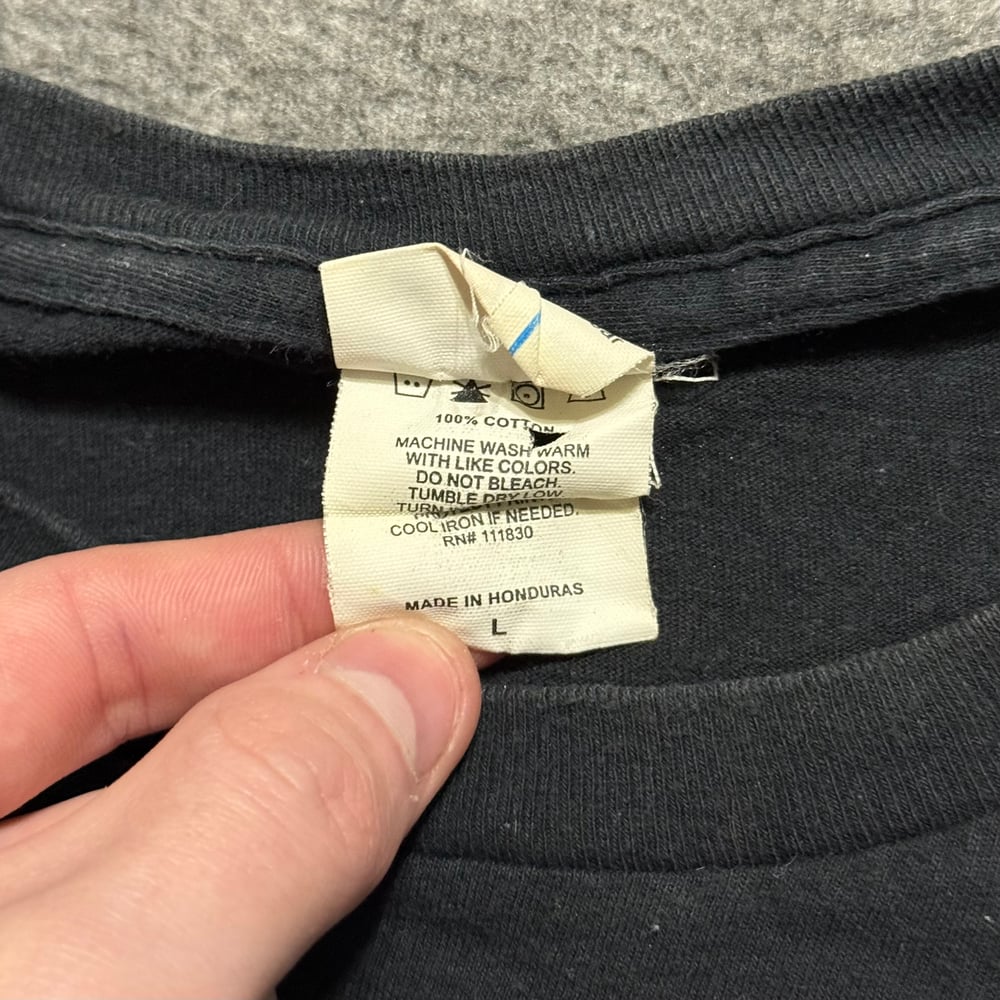 100% COTTON
MACHINE WASH WARM
WITH LIKE COLORS.
DO NOT BLEACH.
TUMBLE DRY LOW
TURN
COOL IRON IF NEEDED.
RN# 111830
MADE IN HONDURAS
L